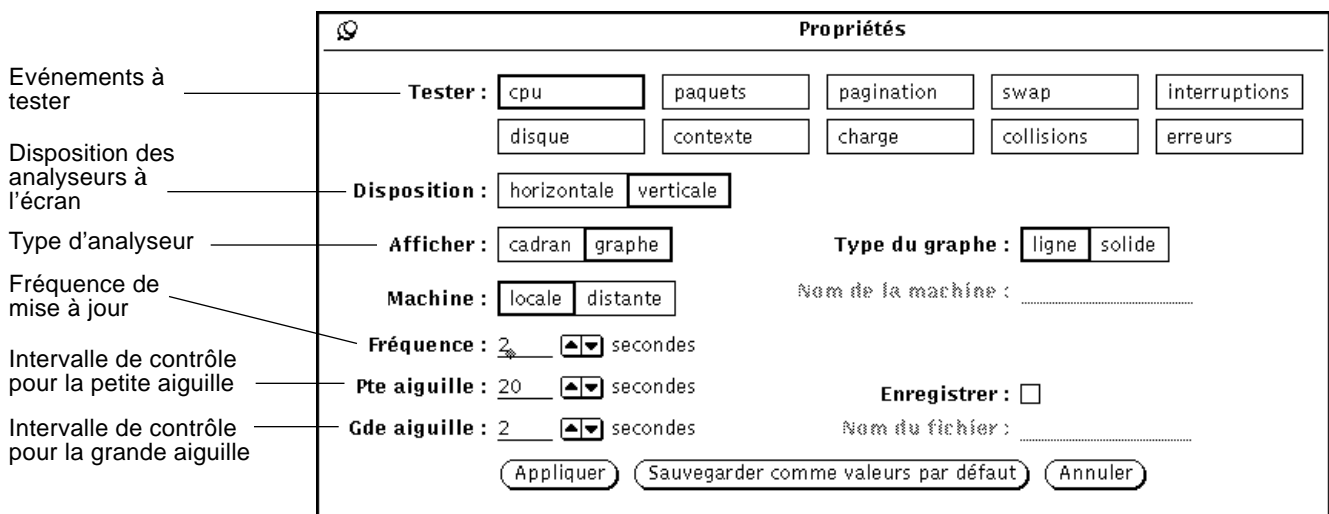 Propriétés
Evénements à
tester
Tester : cpu paquets pagination swap interruptions
disque contexte charge collisions erreurs
Disposition des
analyseurs à
l'écran
Disposition : horizontale verticale
Type d'analyseur
Afficher : cadran graphe Type du graphe : ligne solide
Fréquence de
mise à jour
Machine : locale distante Nom de la machine :
Fréquence : 2 secondes
Intervalle de contrôle
pour la petite aiguille
Pte aiguille : 20 secondes Enregistrer :
Intervalle de contrôle
pour la grande aiguille
Gde aiguille : 2 secondes Nom du fichier :
Appliquer Sauvegarder comme valeurs par défaut Annuler